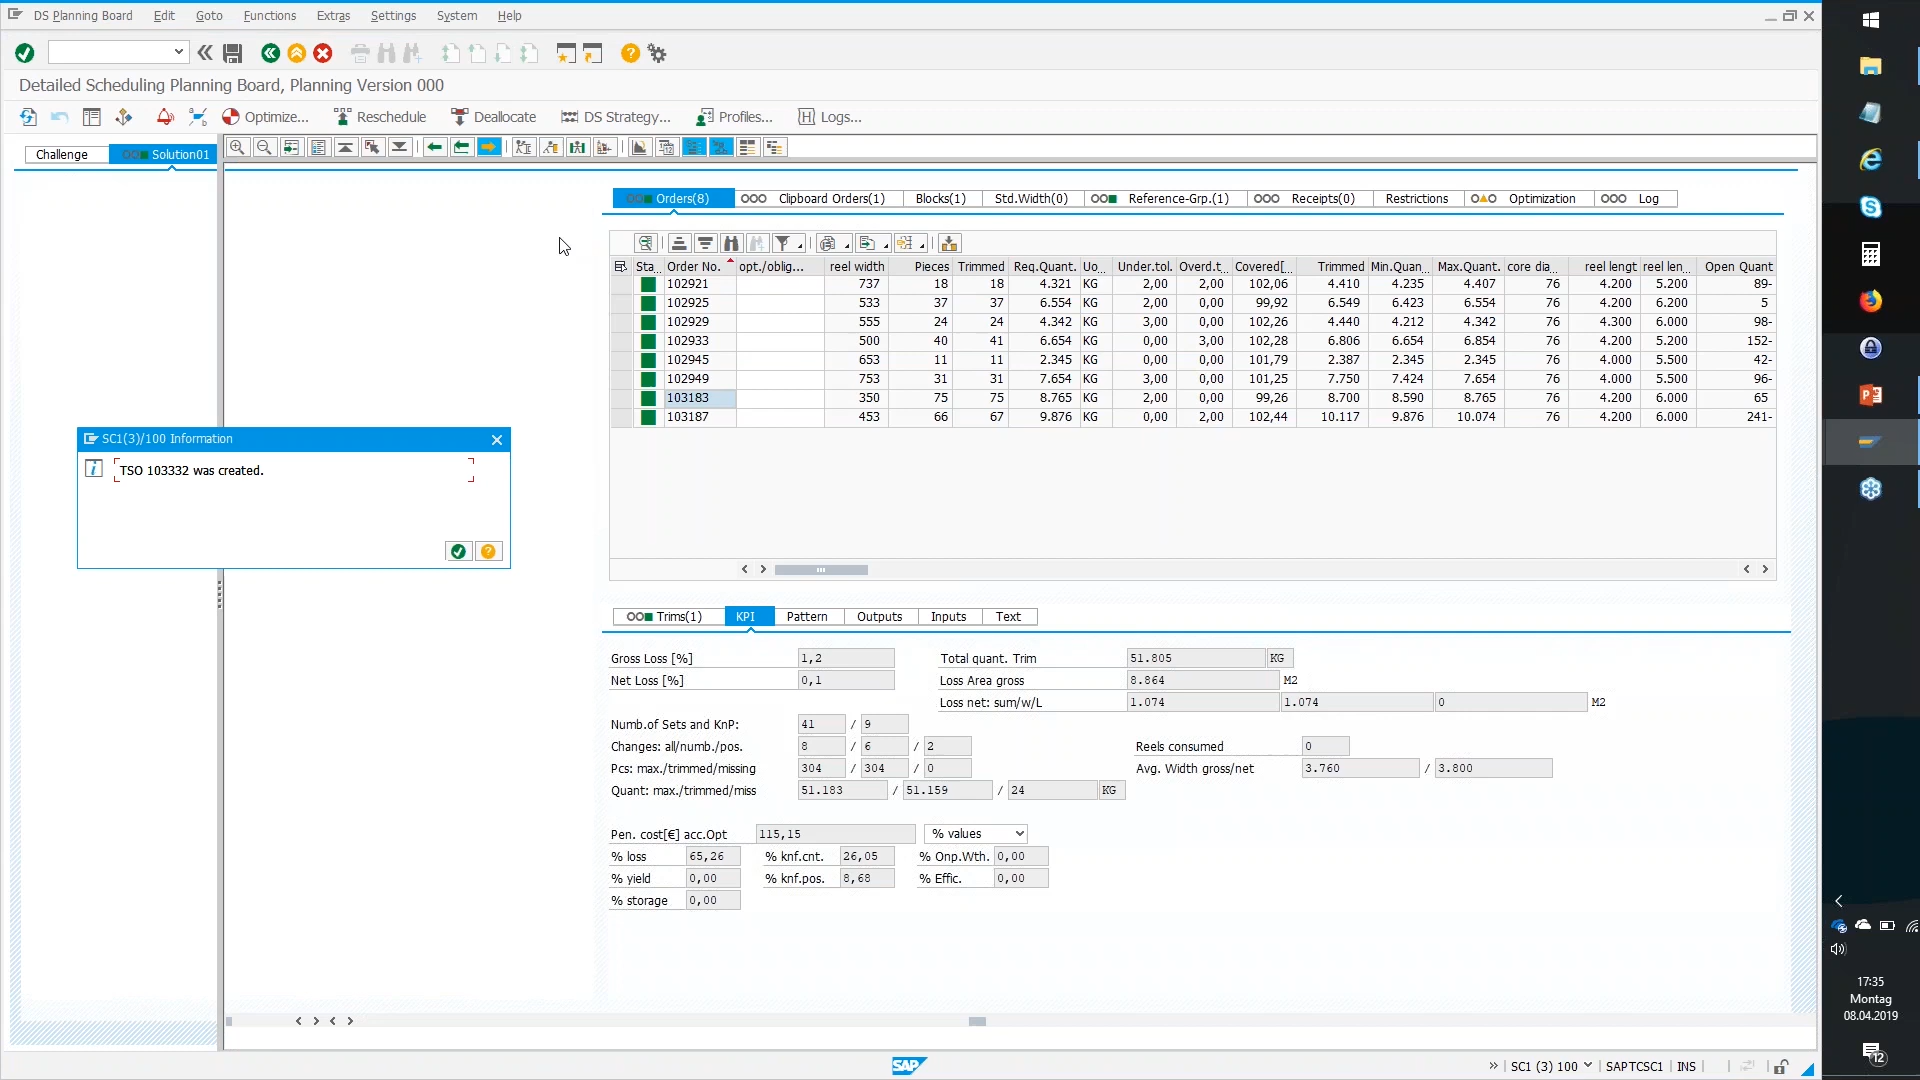 DS Planning Board Edit Goto Functions Extras Settings System Help
Detailed Scheduling Planning Board, Planning Version 000
Optimize... Reschedule Deallocate DS Strategy... Profiles... Logs...
Challenge Solution01
Orders(8) Clipboard Orders(1) Blocks(1) Std.Width(0) Reference-Grp.(1) Receipts(0) Restrictions Optimization Log
Sta.. Order No. opt./oblig... reel width Pieces Trimmed Req.Quant. Uo... Under.tol. Overd.t... Covered[... Trimmed Min.Quan... Max.Quant. core dia... reel lengt reel len... Open Quant
102921 737 18 18 4.321 KG 2,00 2,00 102,06 4.410 4.235 4.407 76 4.200 5.200 89-
102925 533 37 37 6.554 KG 2,00 0,00 99,92 6.549 6.423 6.554 76 4.200 6.200 5
102929 555 24 24 4.342 KG 3,00 0,00 102,26 4.440 4.212 4.342 76 4.300 6.000 98-
102933 500 40 41 6.654 KG 0,00 3,00 102,28 6.806 6.654 6.854 76 4.200 5.500 152-
102945 653 11 11 2.345 KG 0,00 0,00 101,79 2.387 2.345 2.345 76 4.000 5.500 42-
102949 753 31 31 7.654 KG 3,00 0,00 101,25 7.750 7.424 7.654 76 4.000 5.500 96-
103183 350 75 75 8.765 KG 2,00 0,00 99,26 8.700 8.590 8.765 76 4.200 6.000 65
103187 453 66 67 9.876 KG 0,00 2,00 102,44 10.117 9.876 10.074 76 4.200 6.000 241-
SC1(3)/100 Information
TSO 103332 was created.
Trims(1) KPI Pattern Outputs Inputs Text
Gross Loss [%] 1,2 Total quant. Trim 51.805 KG
Net Loss [%] 0,1 Loss Area gross 8.864 M2
Loss net: sum/w/L 1.074 1.074 0 M2
Numb.of Sets and KnP: 41 / 9
Changes: all/numb./pos. 8 / 6 / 2 Reels consumed 0
Pcs: max./trimmed/missing 304 / 304 / 0 Avg. Width gross/net 3.760 / 3.800
Quant: max./trimmed/miss 51.183 / 51.159 / 24 KG
Pen. cost[€] acc.Opt 115,15 % values
% loss 65,26 % knf.cnt. 26,05 % Onp.Wth. 0,00
% yield 0,00 % knf.pos. 8,68 % Effic. 0,00
% storage 0,00
17:35
Montag
08.04.2019
12
SAP SC1 (3) 100 SAPTCSC1 INS